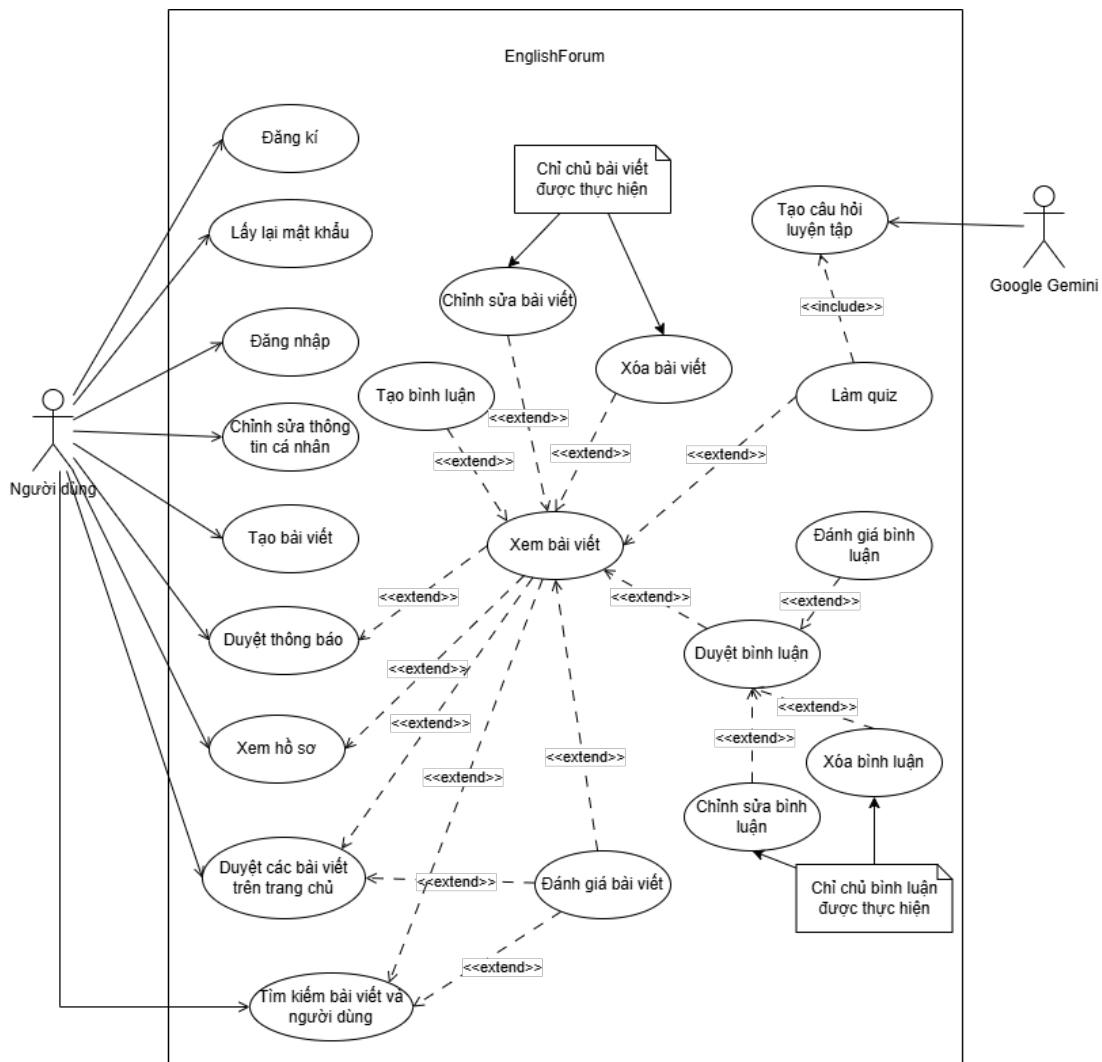 EnglishForum
Đăng kí
Chỉ chủ bài viết
được thực hiện
Tạo câu hỏi
luyện tập
Lấy lại mật khẩu
Google Gemini
Chỉnh sửa bài viết
<<include>>
Đăng nhập
Xóa bài viết
Tạo bình luận
Làm quiz
<<extend>>
Chỉnh sửa thông
tin cá nhân
<<extend>>
<<extend>>
<<extend>>
Người dùng
Tạo bài viết
Xem bài viết
Đánh giá bình
luận
<<extend>>
<<extend>>
<<extend>>
Duyệt thông báo
Duyệt bình luận
<<extend>>
<<extend>>
<<extend>>
<<extend>>
Xem hồ sơ
<<extend>>
<<extend>>
Xóa bình luận
Chỉnh sửa bình
luận
Duyệt các bài viết
trên trang chủ
<<extend>>
Đánh giá bài viết
Chỉ chủ bình luận
được thực hiện
<<extend>>
Tìm kiếm bài viết và
người dùng